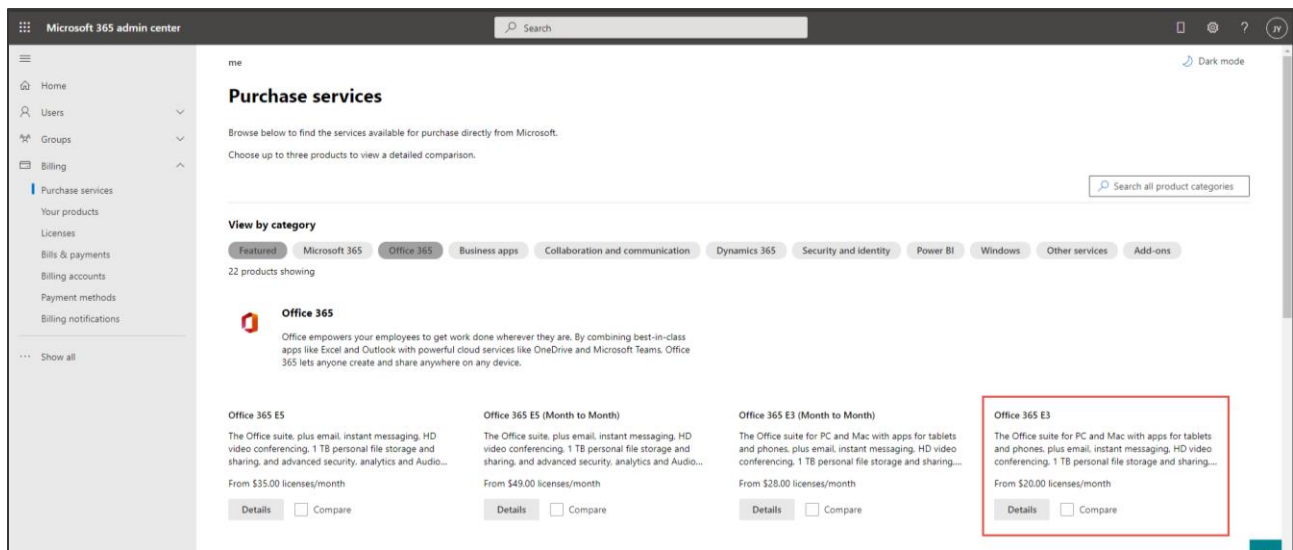 Microsoft 365 admin center
Search
?
JY
me
Dark mode
Home
Users
Groups
Billing
Purchase services
Your products
Licenses
Bills & payments
Billing accounts
Payment methods
Billing notifications
Show all
Purchase services
Browse below to find the services available for purchase directly from Microsoft.
Choose up to three products to view a detailed comparison.
Search all product categories
View by category
Featured Microsoft 365 Office 365 Business apps Collaboration and communication Dynamics 365 Security and identity Power BI Windows Other services Add-ons
22 products showing
Office 365
Office empowers your employees to get work done wherever they are. By combining best-in-class
apps like Excel and Outlook with powerful cloud services like OneDrive and Microsoft Teams. Office
365 lets anyone create and share anywhere on any device.
Office 365 E5
The Office suite, plus email, instant messaging, HD
video conferencing, 1 TB personal file storage and
sharing, and advanced security, analytics and Audio...
From $35.00 licenses/month
Details Compare
Office 365 E5 (Month to Month)
The Office suite, plus email, instant messaging, HD
video conferencing, 1 TB personal file storage and
sharing, and advanced security, analytics and Audio...
From $49.00 licenses/month
Details Compare
Office 365 E3 (Month to Month)
The Office suite for PC and Mac with apps for tablets
and phones, plus email, instant messaging, HD video
conferencing, 1 TB personal file storage and sharing,...
From $28.00 licenses/month
Details Compare
Office 365 E3
The Office suite for PC and Mac with apps for tablets
and phones, plus email, instant messaging, HD video
conferencing, 1 TB personal file storage and sharing,...
From $20.00 licenses/month
Details Compare